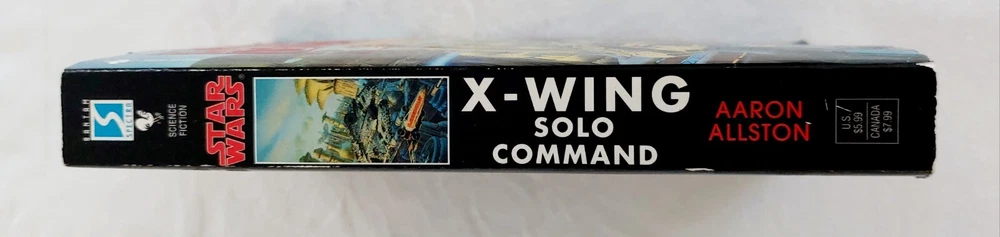 BANTAM
SPECTRA
SCIENCE
FICTION
STAR
WARS
X-WING
SOLO
COMMAND
AARON
ALLSTON
U.S./
$5.99
CANADA
$7.99